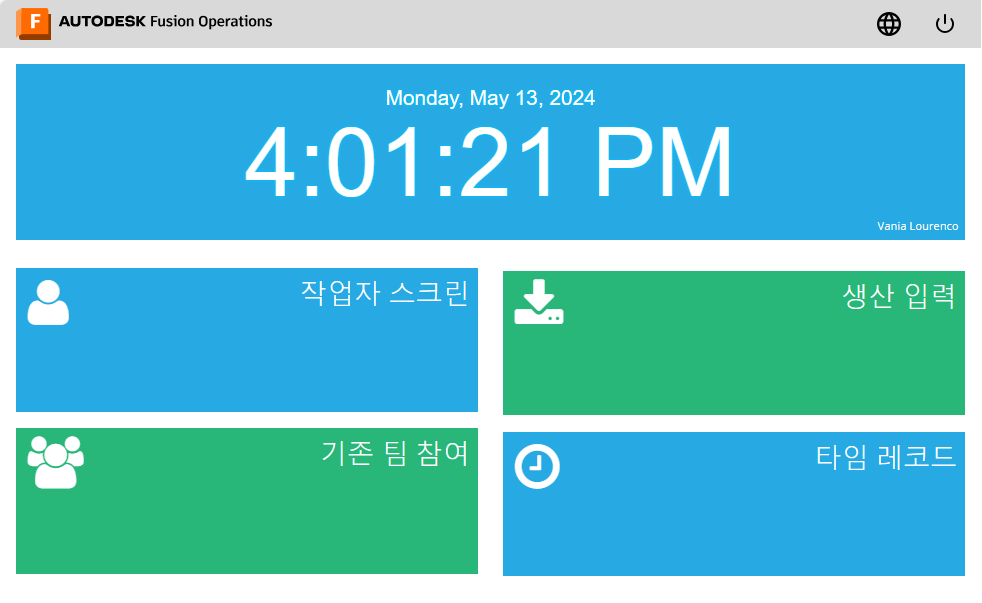 AUTODESK Fusion Operations
Monday, May 13, 2024
4:01:21 PM
Vania Lourenco
작업자 스크린
생산 입력
기존 팀 참여
타임 레코드